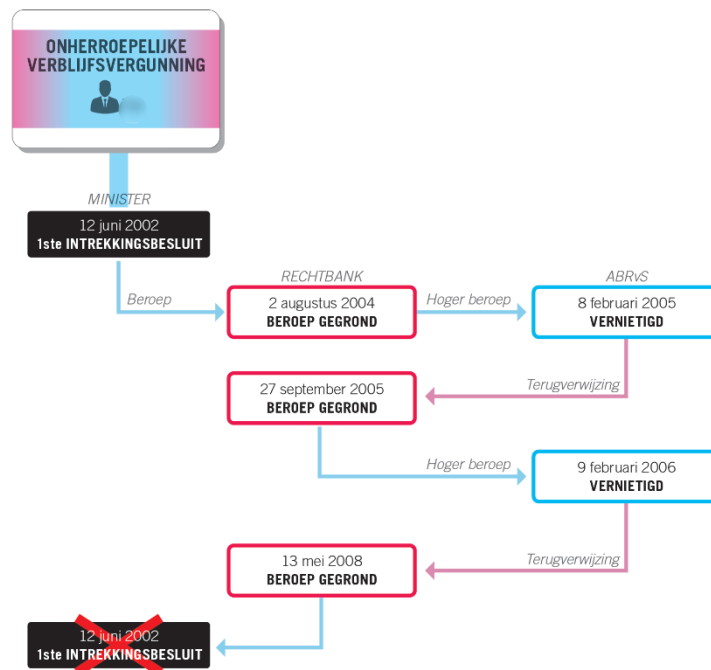 ONHERROEPELIJKE
VERBLIJFSVERGUNNING
MINISTER
12 juni 2002
1ste INTREKKINGSBESLUIT
Beroep
RECHTBANK
2 augustus 2004
BEROEP GEGROND
Hoger beroep
ABRvS
8 februari 2005
VERNIETIGD
Terugverwijzing
27 september 2005
BEROEP GEGROND
Hoger beroep
9 februari 2006
VERNIETIGD
Terugverwijzing
13 mei 2008
BEROEP GEGROND
12 juni 2002
1ste INTREKKINGSBESLUIT